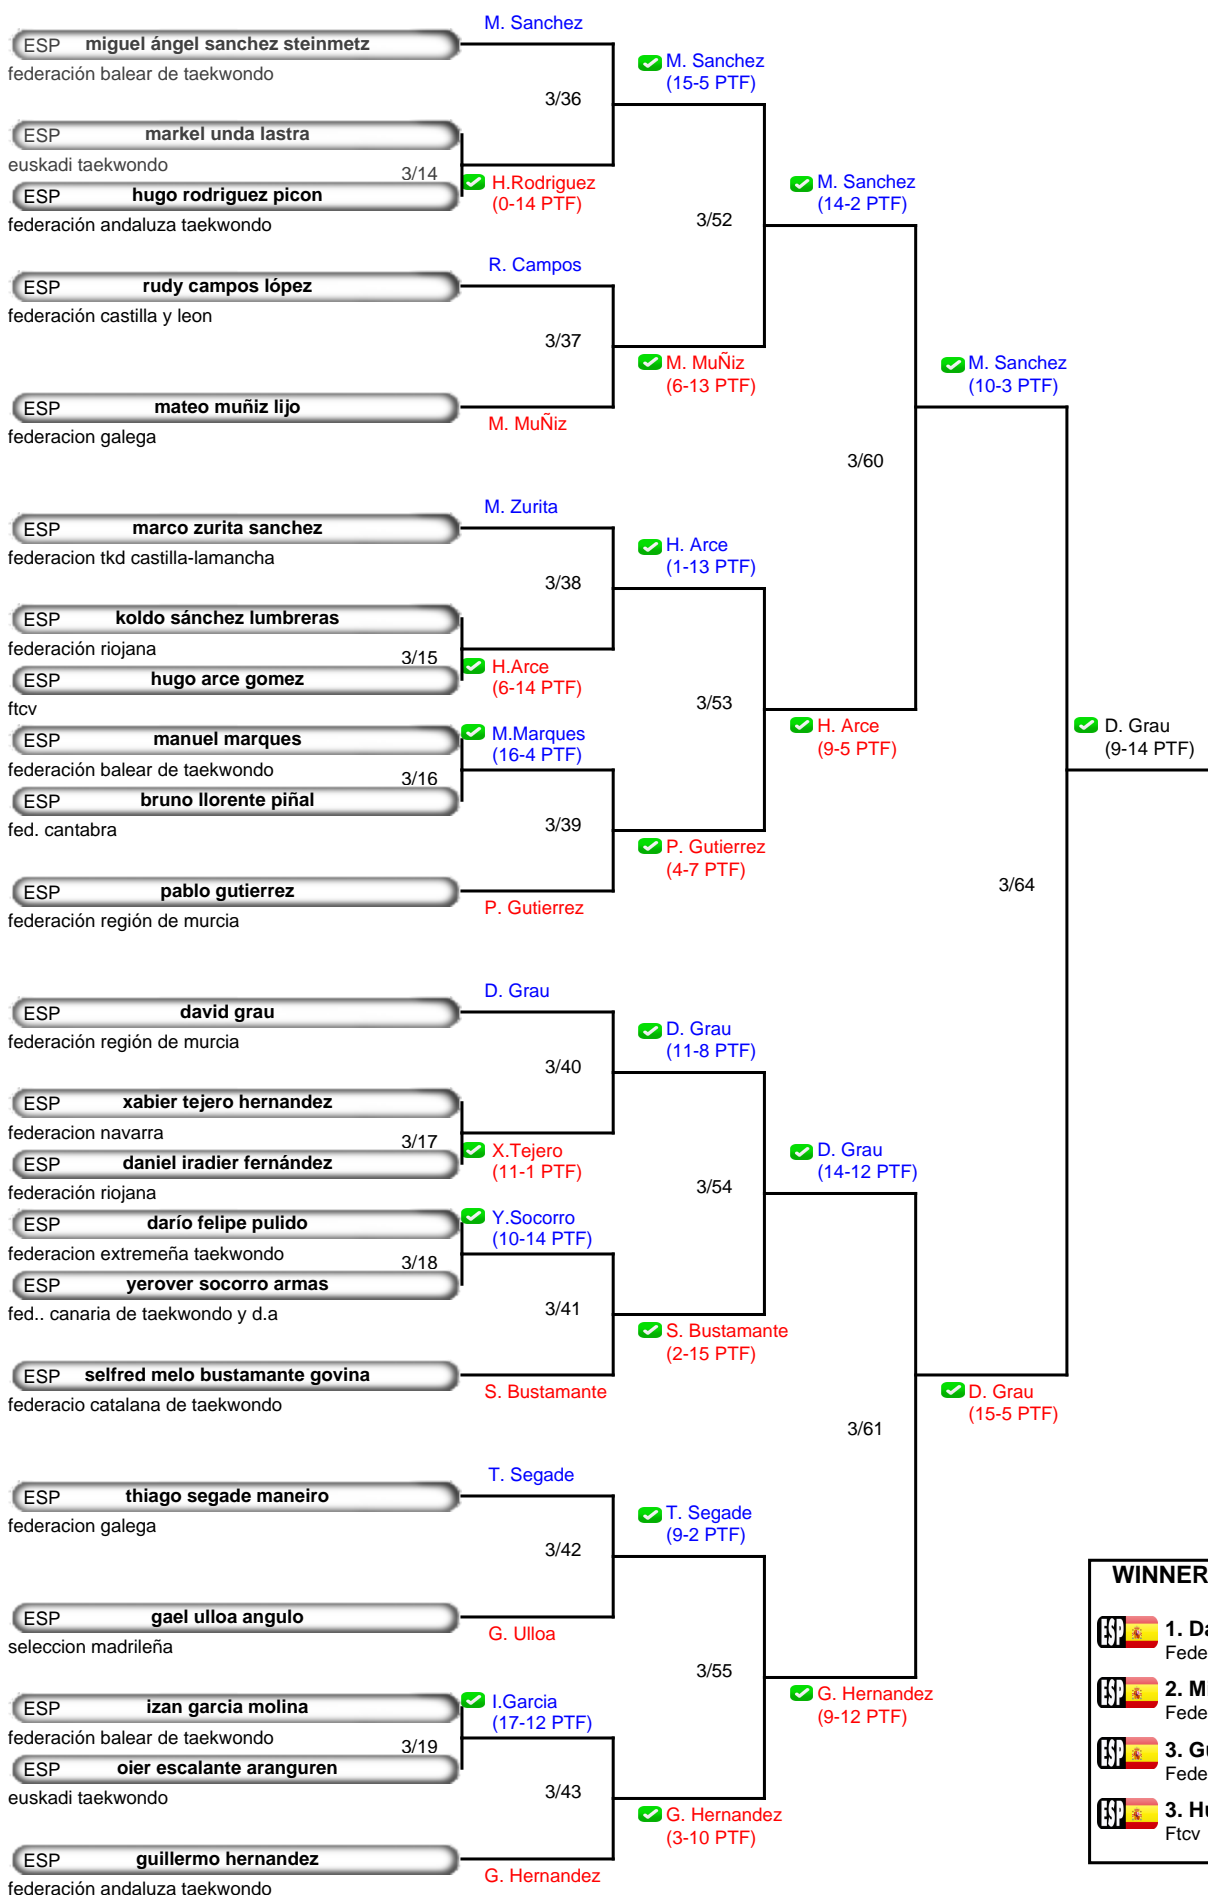 M. Sanchez
ESP miguel ángel sanchez steinmetz
federación balear de taekwondo
M. Sanchez
(15-5 PTF)
3/36
ESP markel unda lastra
euskadi taekwondo
3/14
ESP hugo rodriguez picon
federación andaluza taekwondo
H.Rodriguez
(0-14 PTF)
M. Sanchez
(14-2 PTF)
3/52
R. Campos
ESP rudy campos lópez
federación castilla y leon
3/37
M. MuÑiz
(6-13 PTF)
ESP mateo muñiz lijo
federacion galega
M. MuÑiz
M. Sanchez
(10-3 PTF)
3/60
M. Zurita
ESP marco zurita sanchez
federacion tkd castilla-lamancha
H. Arce
(1-13 PTF)
3/38
ESP koldo sánchez lumbreras
federación riojana
3/15
ESP hugo arce gomez
ftcv
H.Arce
(6-14 PTF)
3/53
H. Arce
(9-5 PTF)
ESP manuel marques
federación balear de taekwondo
M.Marques
(16-4 PTF)
3/16
ESP bruno llorente piñal
fed. cantabra
3/39
P. Gutierrez
(4-7 PTF)
ESP pablo gutierrez
federación región de murcia
P. Gutierrez
D. Grau
(9-14 PTF)
3/64
D. Grau
ESP david grau
federación región de murcia
D. Grau
(11-8 PTF)
3/40
ESP xabier tejero hernandez
federacion navarra
3/17
ESP daniel iradier fernández
federación riojana
X.Tejero
(11-1 PTF)
D. Grau
(14-12 PTF)
3/54
ESP darío felipe pulido
federacion extremeña taekwondo
Y.Socorro
(10-14 PTF)
3/18
ESP yerover socorro armas
fed.. canaria de taekwondo y d.a
3/41
S. Bustamante
(2-15 PTF)
ESP selfred melo bustamante govina
federacio catalana de taekwondo
S. Bustamante
D. Grau
(15-5 PTF)
3/61
T. Segade
ESP thiago segade maneiro
federacion galega
T. Segade
(9-2 PTF)
3/42
ESP gael ulloa angulo
seleccion madrileña
G. Ulloa
3/55
G. Hernandez
(9-12 PTF)
ESP izan garcia molina
federación balear de taekwondo
I.Garcia
(17-12 PTF)
3/19
ESP oier escalante aranguren
euskadi taekwondo
3/43
G. Hernandez
(3-10 PTF)
ESP guillermo hernandez
federación andaluza taekwondo
G. Hernandez
WINNER
ESP 1. Da
Fede
ESP 2. Mi
Fede
ESP 3. Gu
Fede
ESP 3. Hu
Ftcv